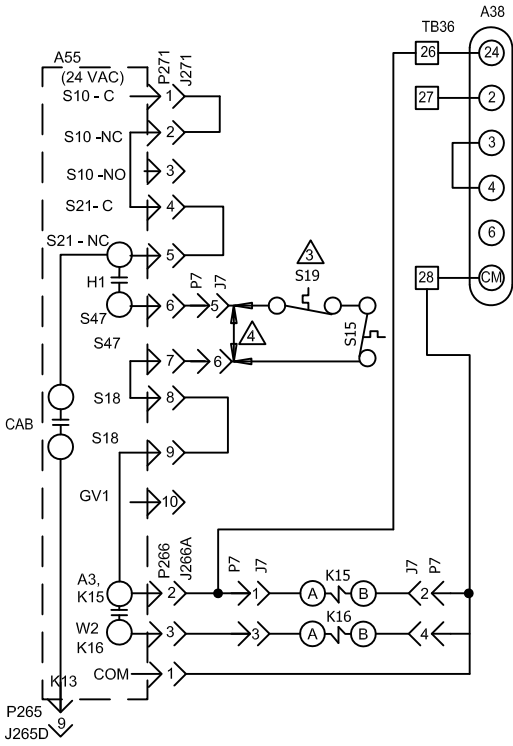 A38
TB36
A55
(24 VAC)
P271
J271
26
24
S10 - C
1
27
2
S10 -NC
2
3
S10 -NO
3
4
S21- C
4
6
S21 - NC
5
3
28
CM
H1
P7
J7
S19
6
5
S47
4
S15
S47
7
6
S18
8
CAB
S18
9
GV1
10
P266
J266A
P7
J7
K15
J7
P7
A3,
K15
2
1
A
B
2
W2
K16
K16
3
3
A
B
4
COM
1
K13
P265
9
J265D